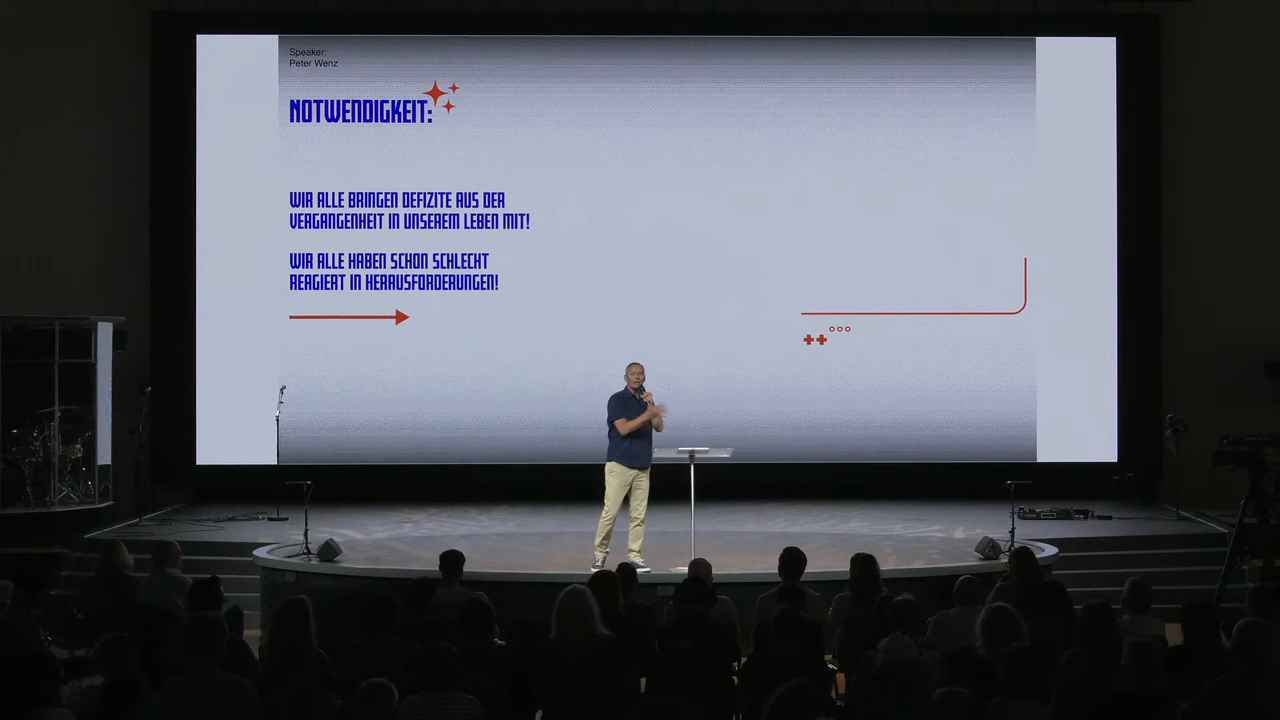 Speaker:
Peter Wenz
NOTWENDIGKEIT:
WIR ALLE BRINGEN DEFIZITE AUS DER
VERGANGENHEIT IN UNSEREM LEBEN MIT!
WIR ALLE HABEN SCHON SCHLECHT
REAGIERT IN HERAUSFORDERUNGEN!